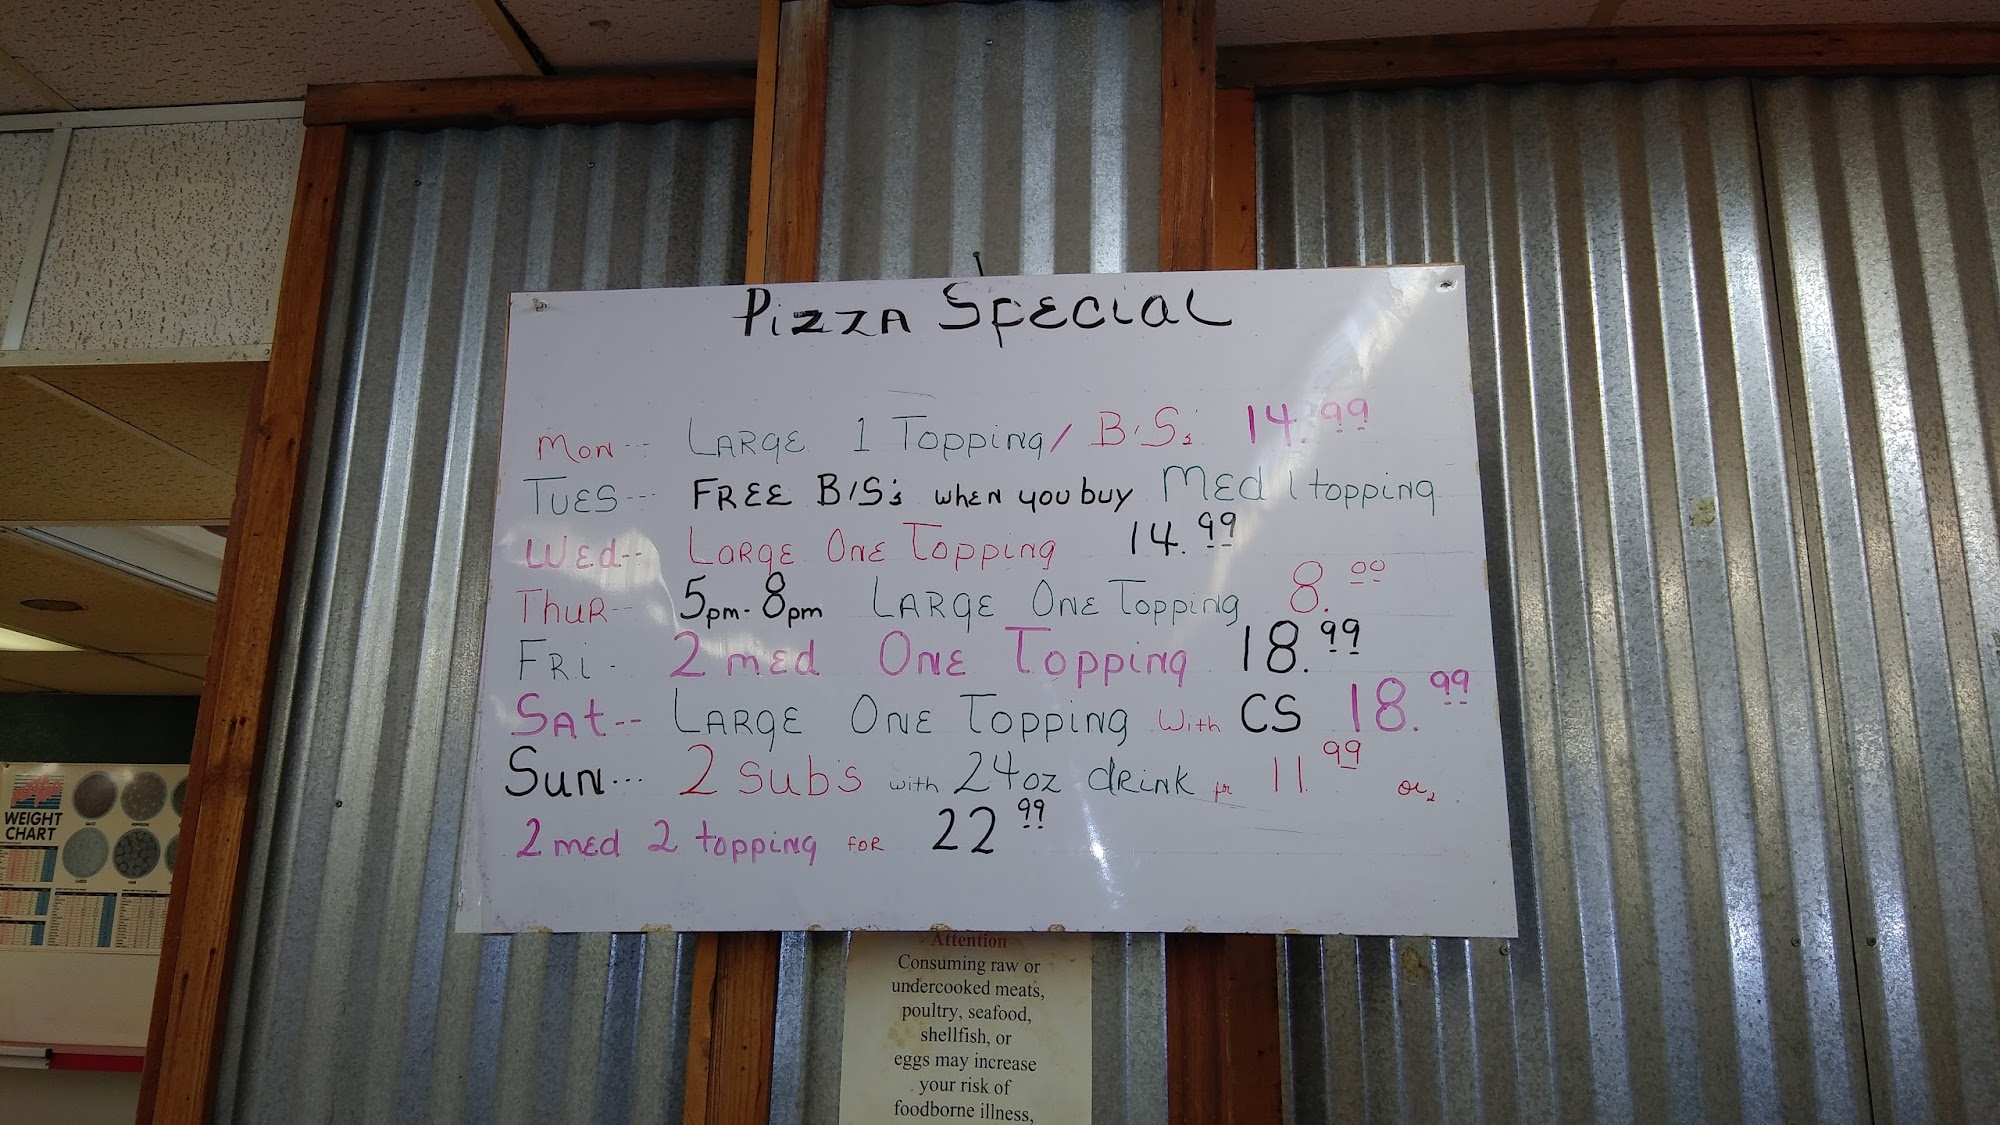 Pizza Special
Mon--- Large 1 Topping / B/S's 14.99
Tues--- Free B/S's when you buy Med 1 topping
Wed-- Large One Topping 14.99
Thur-- 5pm-8pm Large One Topping 8.00
Fri- 2 med One Topping 18.99
Sat-- Large One Topping with CS 18.99
Sun--- 2 sub's with 24oz drink for 11.99 or
2 med 2 topping for 22.99
Attention
Consuming raw or
undercooked meats,
poultry, seafood,
shellfish, or
eggs may increase
your risk of
foodborne illness,
WEIGHT
CHART